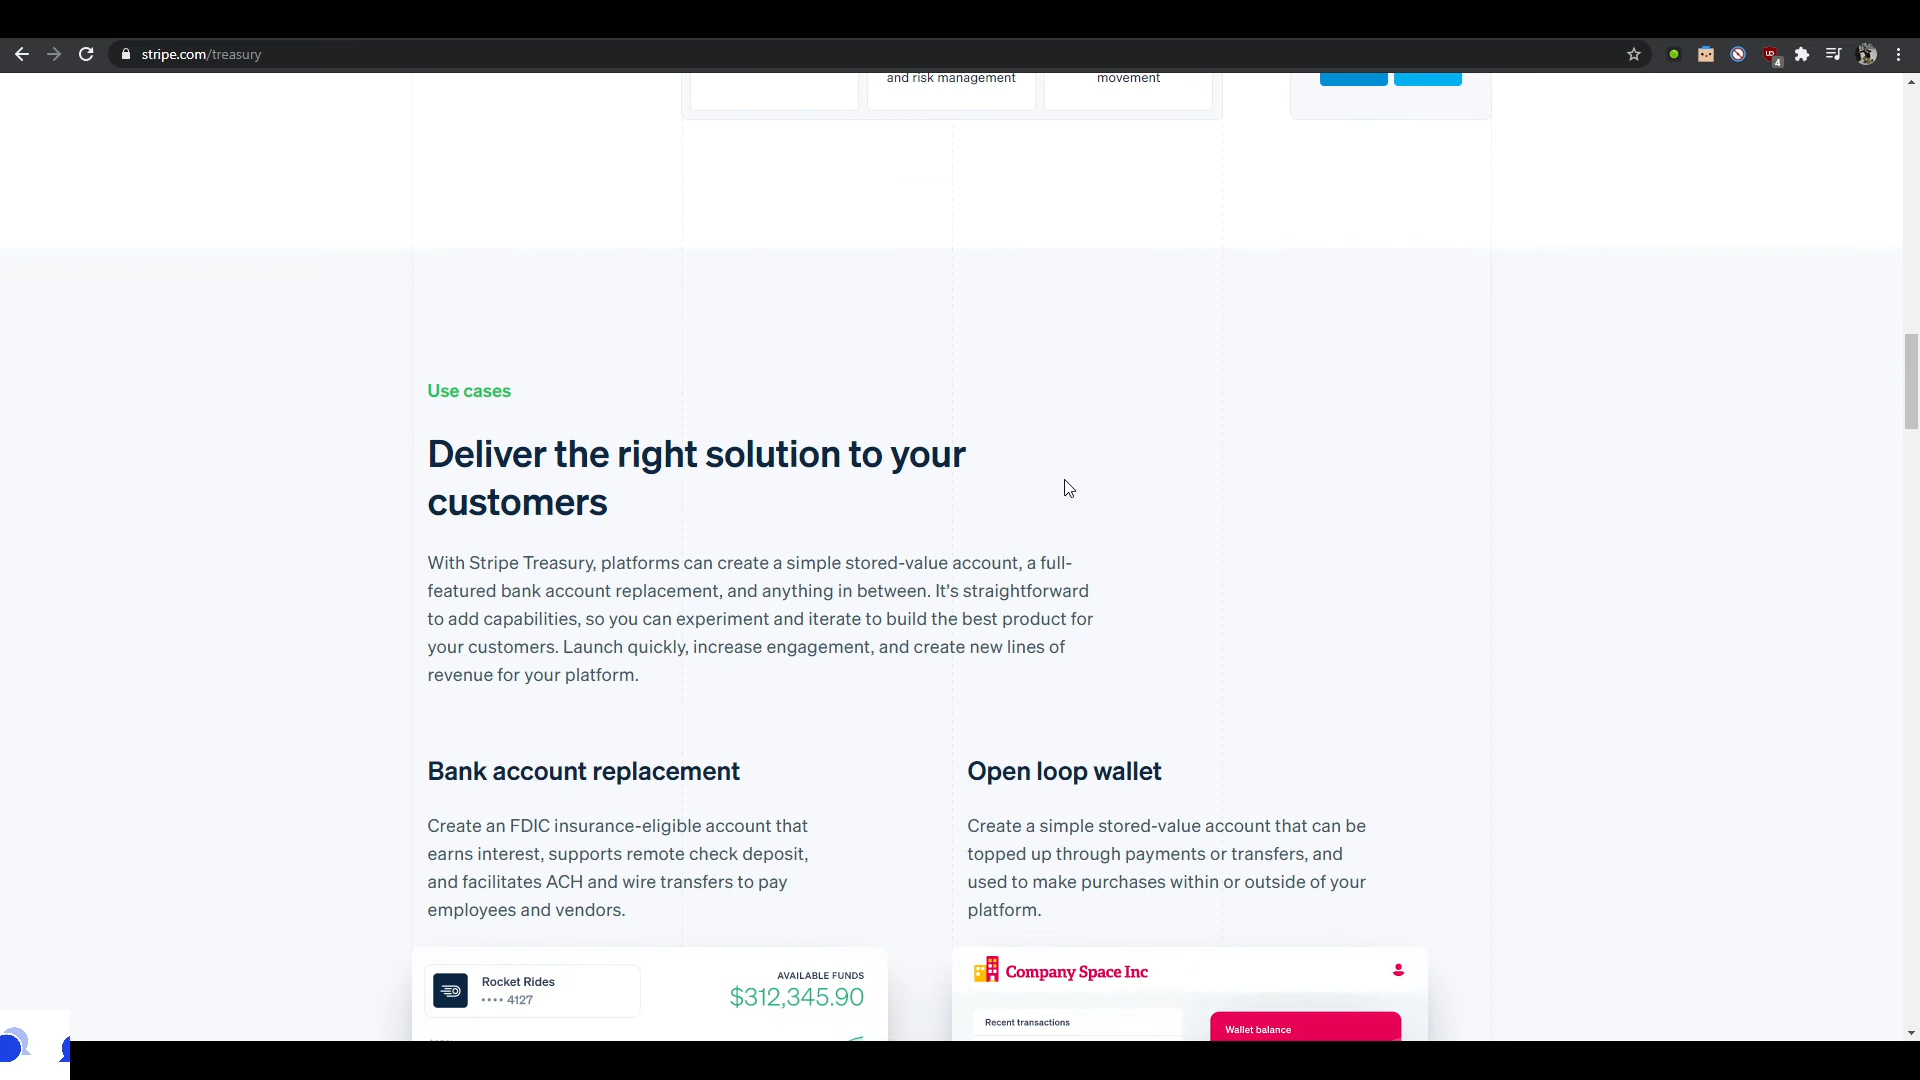 stripe.com/treasury
4
and risk management
movement
Use cases
Deliver the right solution to your
customers
With Stripe Treasury, platforms can create a simple stored-value account, a full-
featured bank account replacement, and anything in between. It’s straightforward
to add capabilities, so you can experiment and iterate to build the best product for
your customers. Launch quickly, increase engagement, and create new lines of
revenue for your platform.
Bank account replacement
Create an FDIC insurance-eligible account that
earns interest, supports remote check deposit,
and facilitates ACH and wire transfers to pay
employees and vendors.
Open loop wallet
Create a simple stored-value account that can be
topped up through payments or transfers, and
used to make purchases within or outside of your
platform.
Rocket Rides
•••• 4127
AVAILABLE FUNDS
$312,345.90
Company Space Inc
Recent transactions
Wallet balance